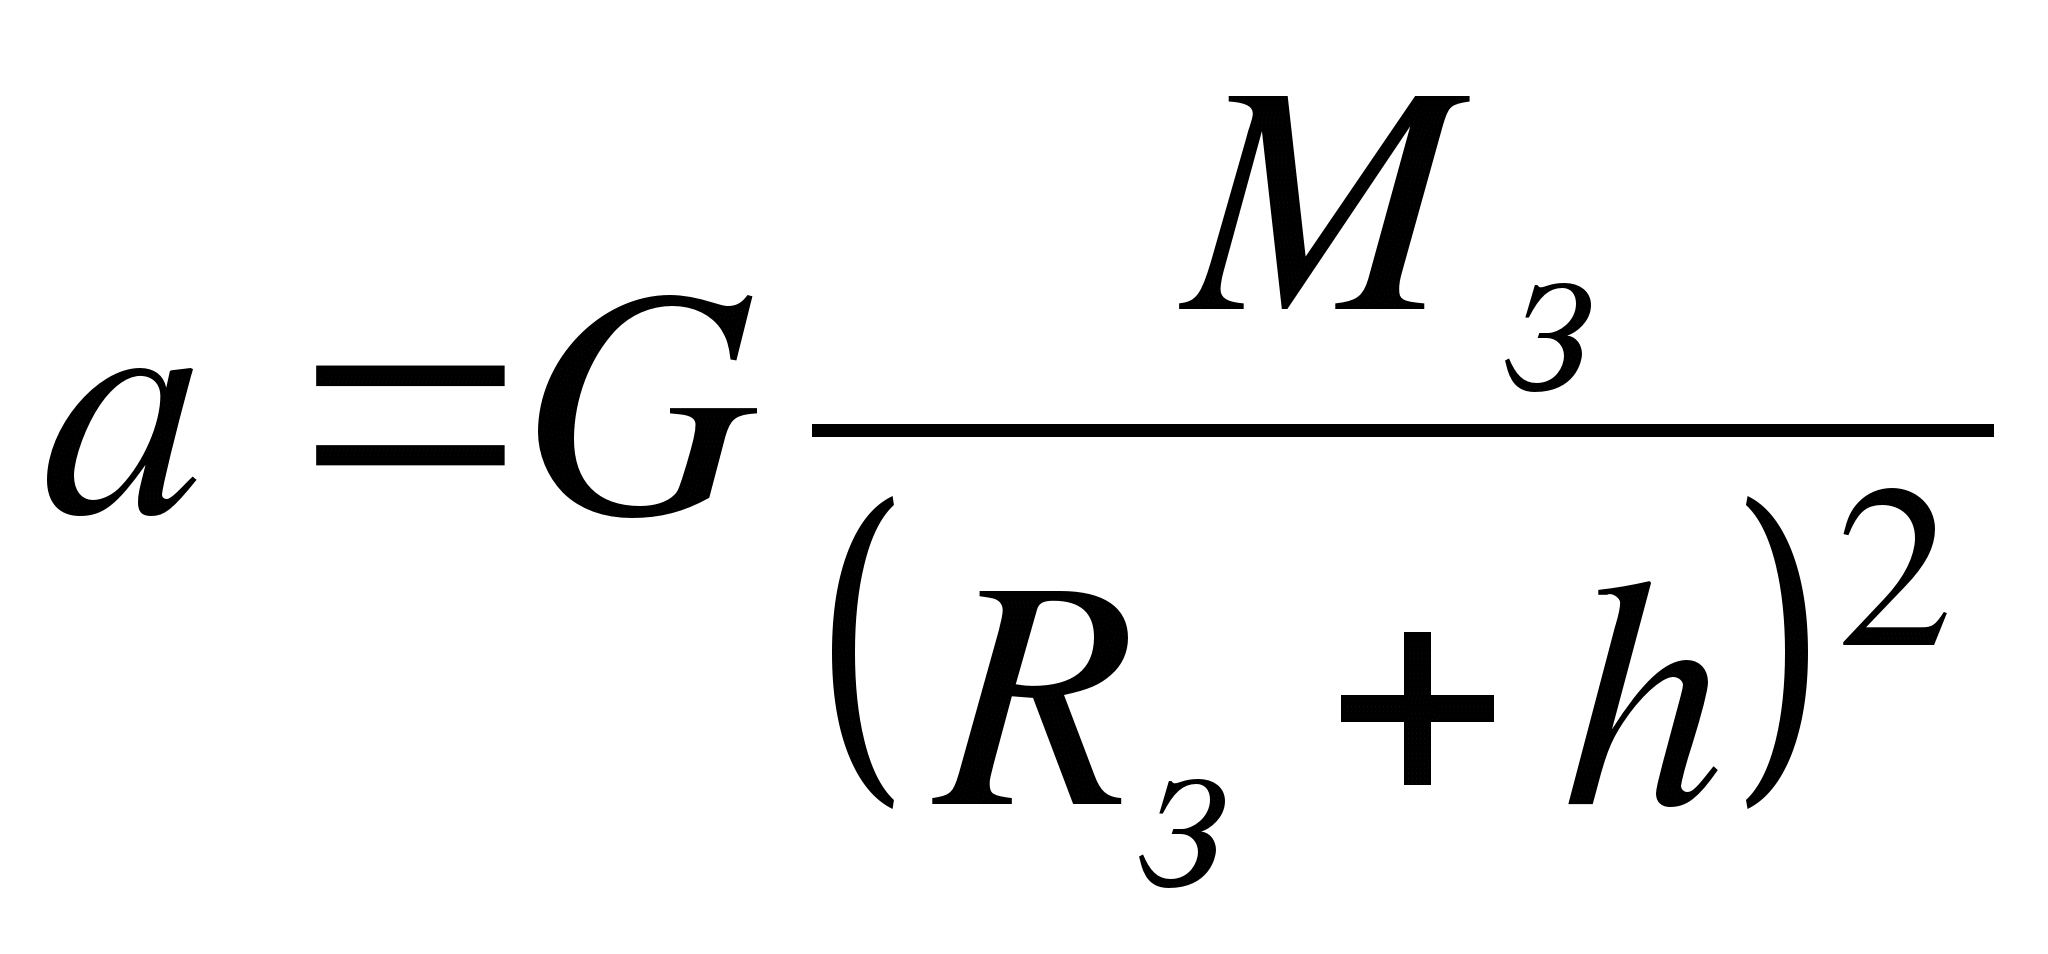 a = G M_З / (R_З + h)^2